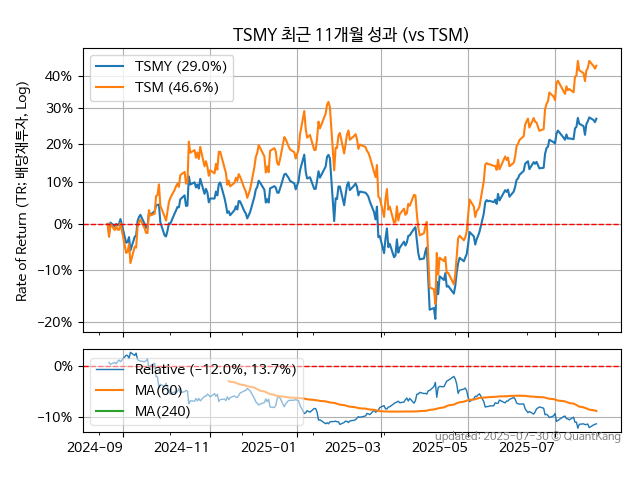 TSMY 최근 11개월 성과 (vs TSM)
Rate of Return (TR: 배당재투자, Log)
TSMY (29.0%)
TSM (46.6%)
40%
30%
20%
10%
0%
−10%
−20%
Relative (−12.0%, 13.7%)
MA(60)
MA(240)
0%
−10%
2024−09
2024−11
2025−01
2025−03
2025−05
2025−07
updated: 2025−07−30 © QuantKang